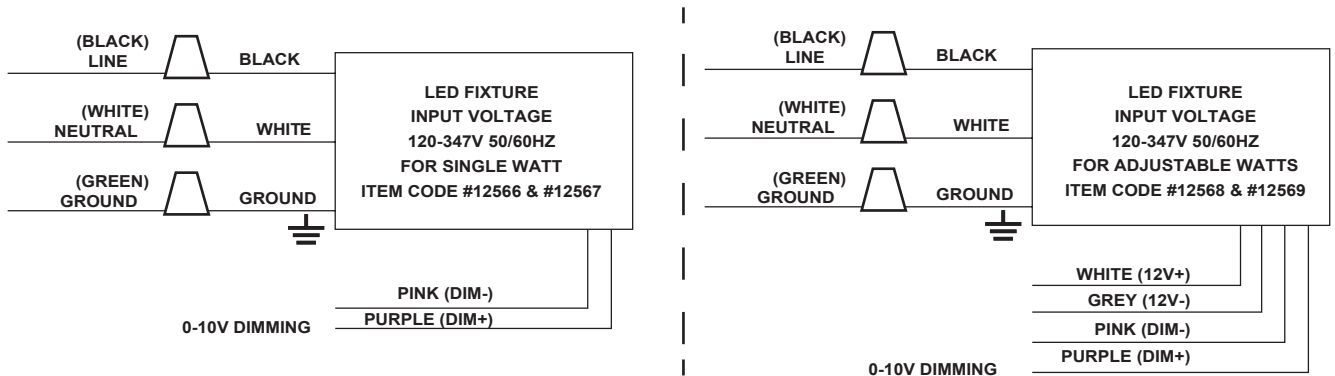 (BLACK)
LINE
BLACK
(WHITE)
NEUTRAL
WHITE
(GREEN)
GROUND
GROUND
LED FIXTURE
INPUT VOLTAGE
120-347V 50/60HZ
FOR SINGLE WATT
ITEM CODE #12566 & #12567
PINK (DIM-)
PURPLE (DIM+)
0-10V DIMMING
(BLACK)
LINE
BLACK
(WHITE)
NEUTRAL
WHITE
(GREEN)
GROUND
GROUND
LED FIXTURE
INPUT VOLTAGE
120-347V 50/60HZ
FOR ADJUSTABLE WATTS
ITEM CODE #12568 & #12569
WHITE (12V+)
GREY (12V-)
PINK (DIM-)
PURPLE (DIM+)
0-10V DIMMING